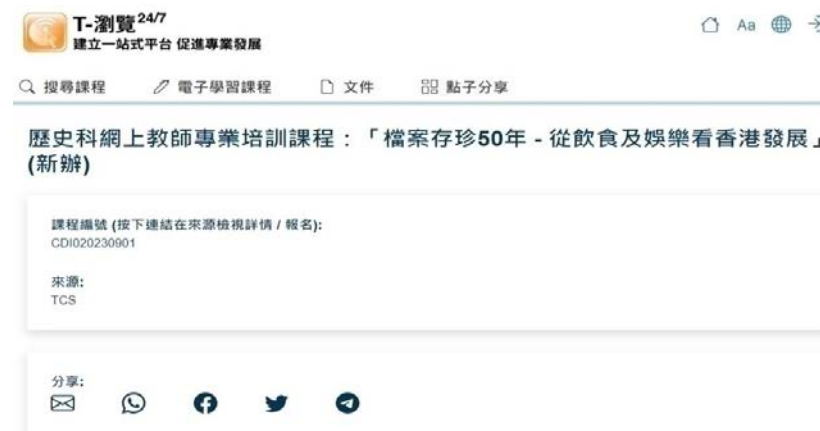 T-瀏覽24/7
建立一站式平台 促進專業發展
Aa
搜尋課程 電子學習課程 文件 點子分享
歷史科網上教師專業培訓課程：「檔案存珍50年 - 從飲食及娛樂看香港發展」
(新辦)
課程編號 (按下連結在來源檢視詳情 / 報名):
CDI020230901
來源:
TCS
分享: